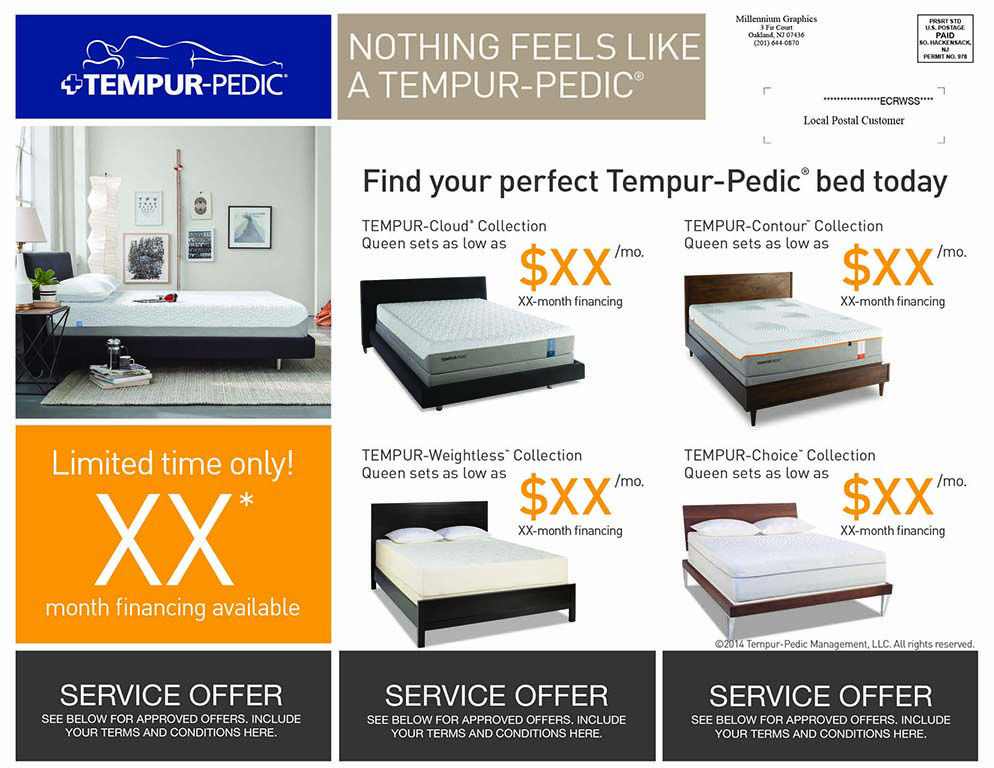 TEMPUR-PEDIC®
NOTHING FEELS LIKE
A TEMPUR-PEDIC®
Millennium Graphics
3 Fir Court
Oakland, NJ 07436
(201) 644-0870
PRSRT STD
U.S. POSTAGE
PAID
SO. HACKENSACK,
NJ
PERMIT NO. 978
*****************ECRWSS****
Local Postal Customer
Find your perfect Tempur-Pedic® bed today
TEMPUR-Cloud® Collection
Queen sets as low as
$XX/mo.
XX-month financing
TEMPUR-Contour™ Collection
Queen sets as low as
$XX/mo.
XX-month financing
Limited time only!
XX*
month financing available
TEMPUR-Weightless™ Collection
Queen sets as low as
$XX/mo.
XX-month financing
TEMPUR-Choice™ Collection
Queen sets as low as
$XX/mo.
XX-month financing
©2014 Tempur-Pedic Management, LLC. All rights reserved.
SERVICE OFFER
SEE BELOW FOR APPROVED OFFERS. INCLUDE
YOUR TERMS AND CONDITIONS HERE.
SERVICE OFFER
SEE BELOW FOR APPROVED OFFERS. INCLUDE
YOUR TERMS AND CONDITIONS HERE.
SERVICE OFFER
SEE BELOW FOR APPROVED OFFERS. INCLUDE
YOUR TERMS AND CONDITIONS HERE.